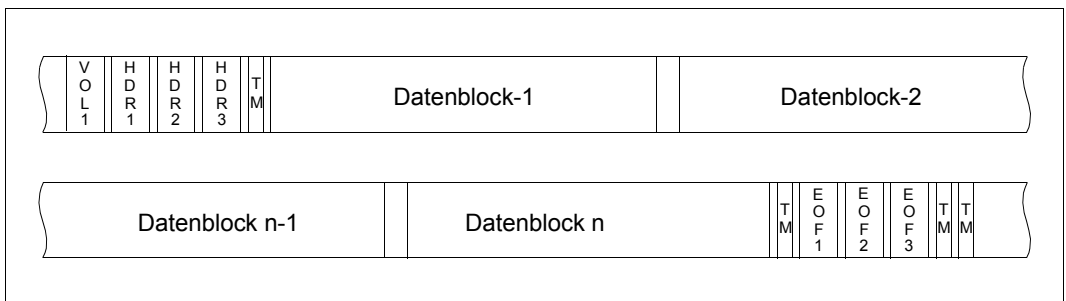 VOL1 HDR1 HDR2 HDR3 TM Datenblock-1 Datenblock-2
Datenblock n-1 Datenblock n TM EOF1 EOF2 EOF3 TM TM